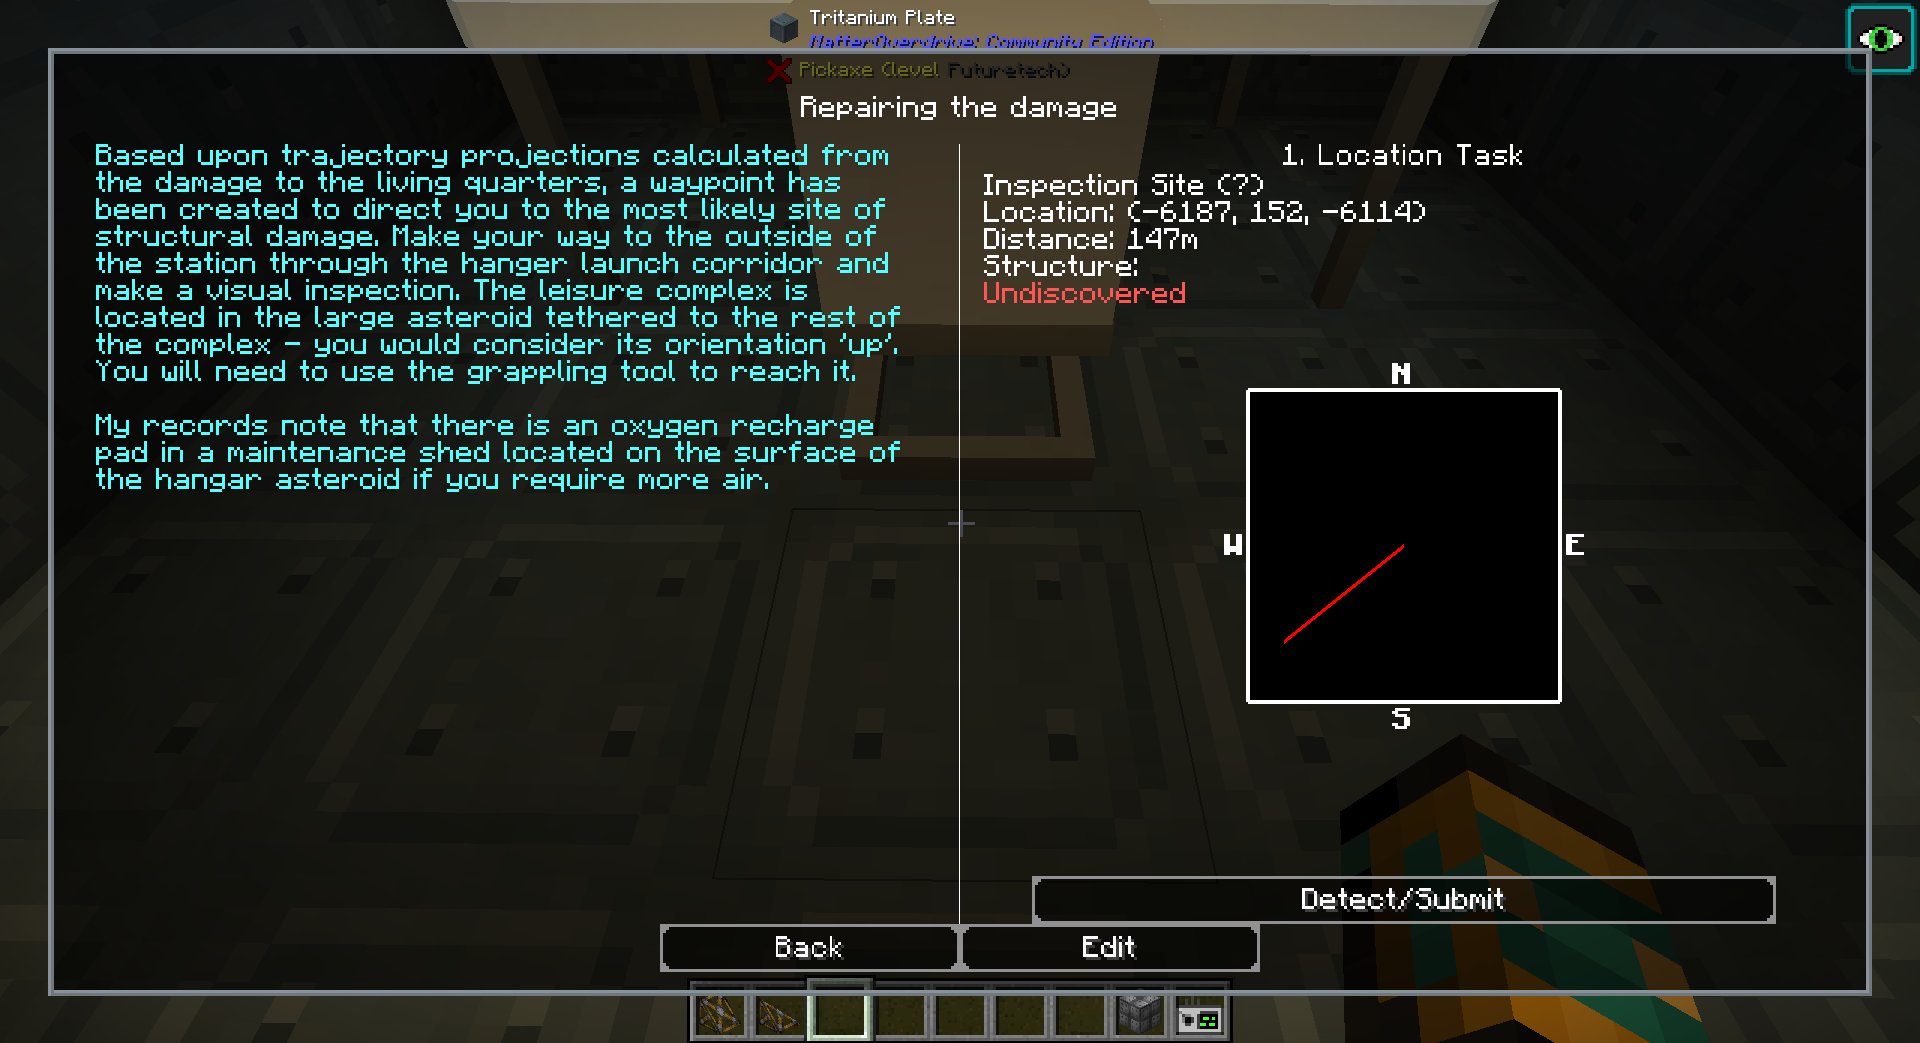 Tritanium Plate
MatterOverdrive: Community Edition
Pickaxe (level Futuretech)
Repairing the damage
Based upon trajectory projections calculated from
the damage to the living quarters, a waypoint has
been created to direct you to the most likely site of
structural damage. Make your way to the outside of
the station through the hanger launch corridor and
make a visual inspection. The leisure complex is
located in the large asteroid tethered to the rest of
the complex - you would consider its orientation 'up'.
You will need to use the grappling tool to reach it.
My records note that there is an oxygen recharge
pad in a maintenance shed located on the surface of
the hangar asteroid if you require more air.
1. Location Task
Inspection Site (?)
Location: (-6187, 152, -6114)
Distance: 147m
Structure:
Undiscovered
N
W
E
S
Detect/Submit
Back
Edit